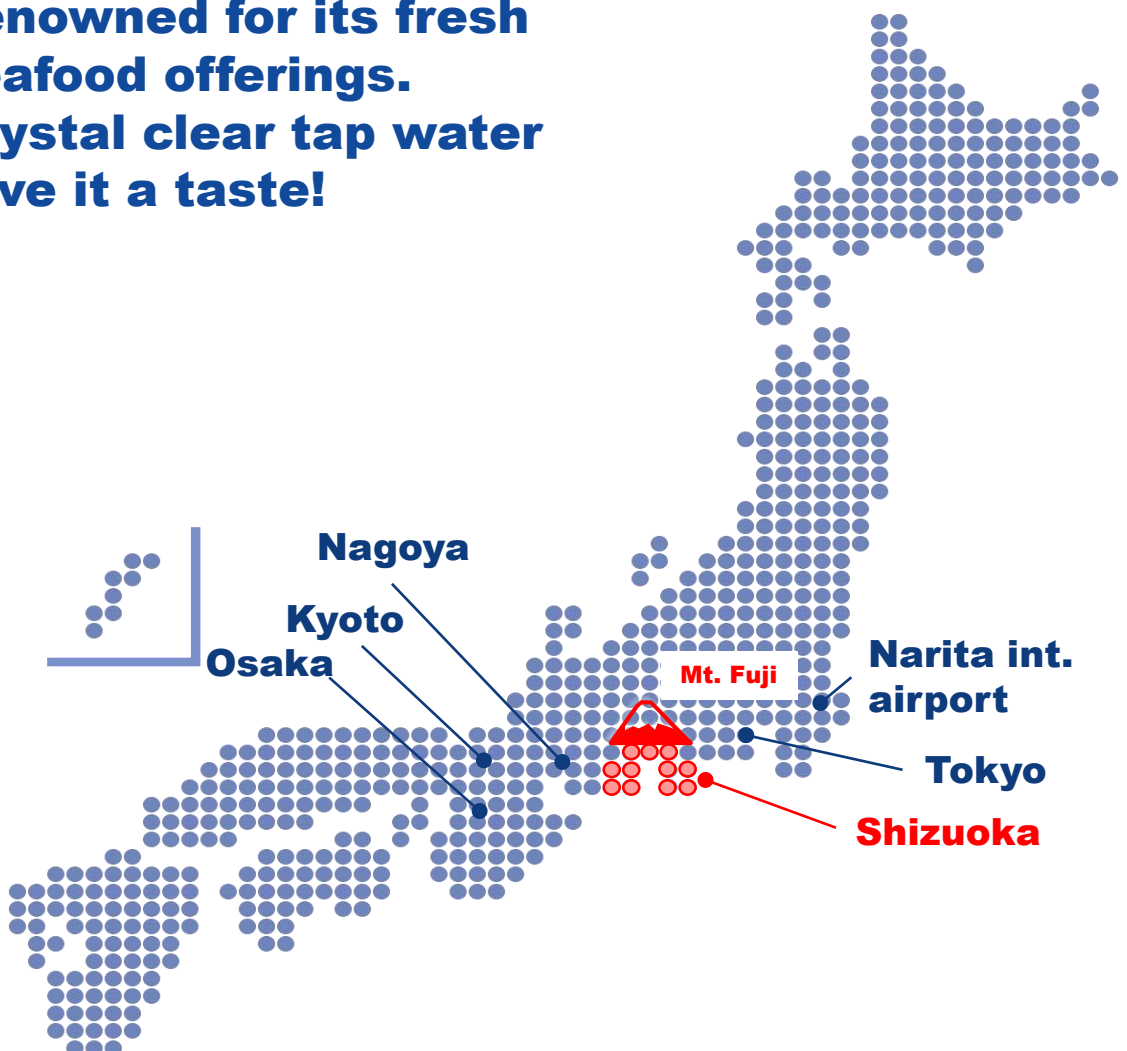 enowned for its fresh
eafood offerings.
ystal clear tap water
ve it a taste!
Nagoya
Kyoto
Osaka
Mt. Fuji
Narita int.
airport
Tokyo
Shizuoka